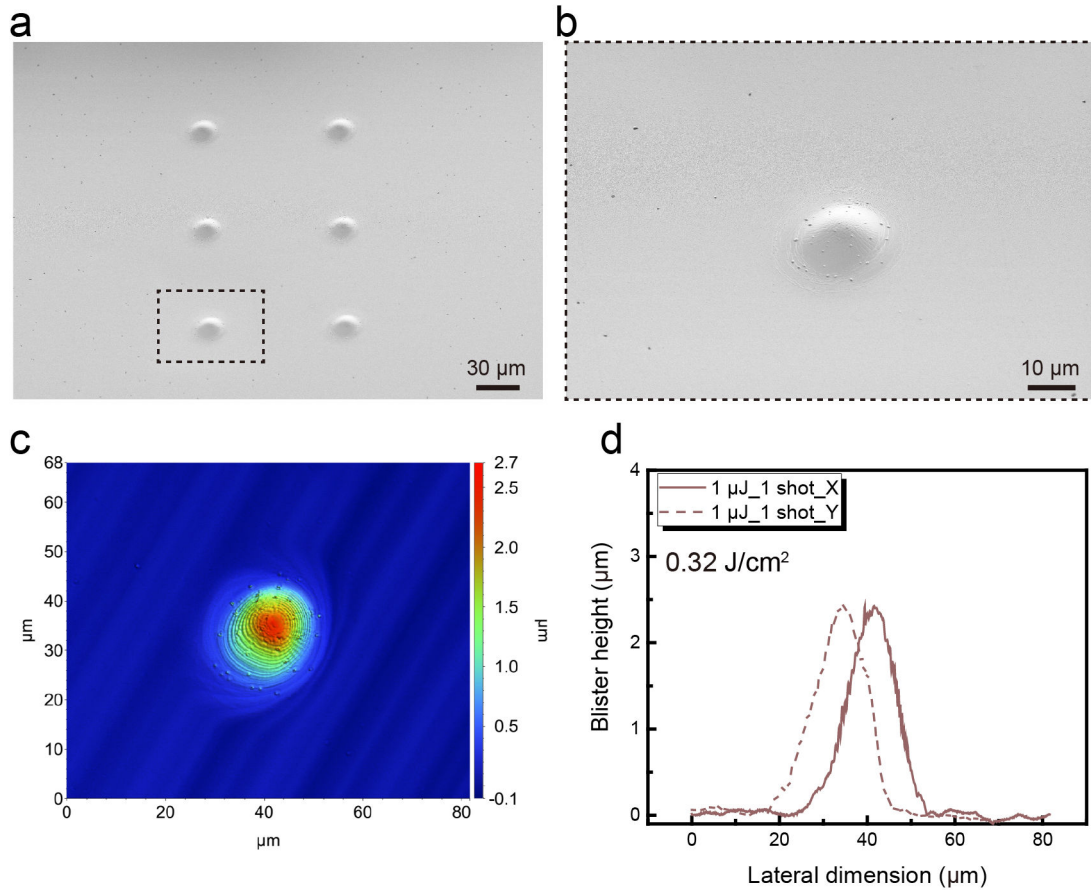 a
b
30 µm
10 µm
c
d
68
60
50
40
30
20
10
0
µm
0
20
40
60
80
µm
2.7
2.5
2.0
1.5
1.0
0.5
-0.1
µm
4
3
2
1
0
Blister height (µm)
1 µJ_1 shot_X
1 µJ_1 shot_Y
0.32 J/cm²
0
20
40
60
80
Lateral dimension (µm)